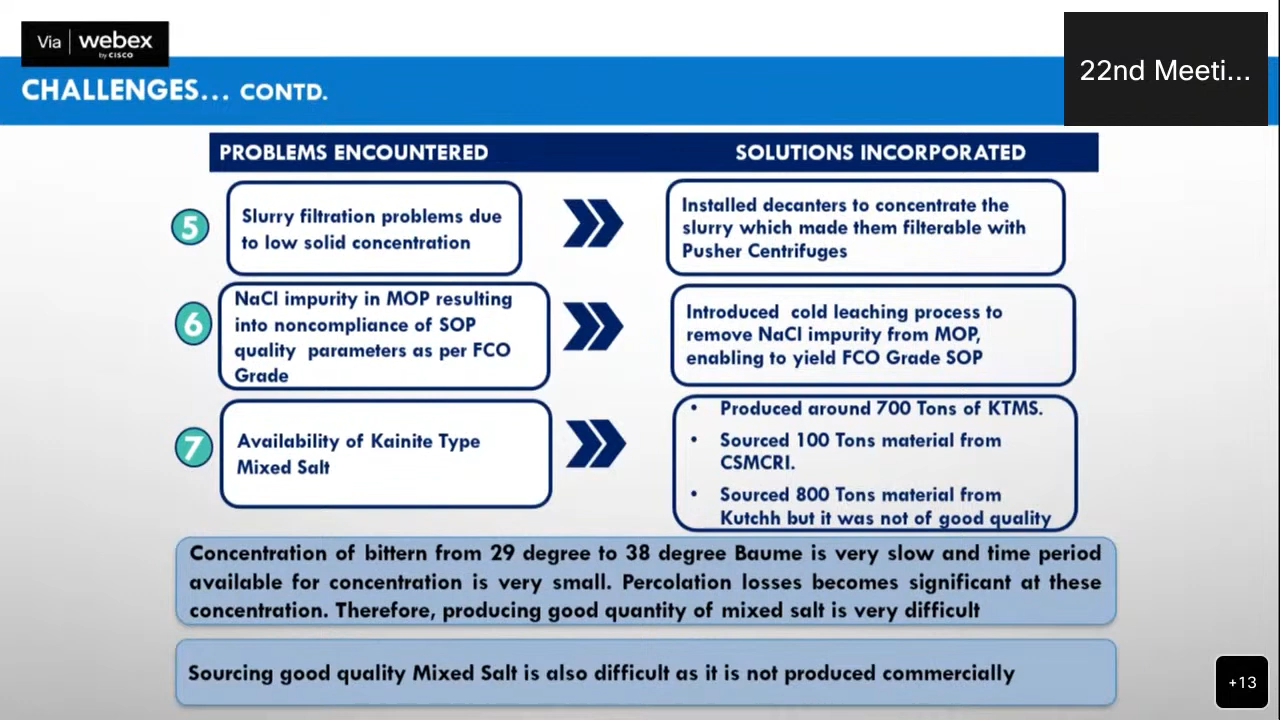 Via webex
by CISCO
22nd Meeti...
CHALLENGES... CONTD.
PROBLEMS ENCOUNTERED
SOLUTIONS INCORPORATED
5
Slurry filtration problems due
to low solid concentration
Installed decanters to concentrate the
slurry which made them filterable with
Pusher Centrifuges
6
NaCl impurity in MOP resulting
into noncompliance of SOP
quality parameters as per FCO
Grade
Introduced cold leaching process to
remove NaCl impurity from MOP,
enabling to yield FCO Grade SOP
7
Availability of Kainite Type
Mixed Salt
• Produced around 700 Tons of KTMS.
• Sourced 100 Tons material from
CSMCRI.
• Sourced 800 Tons material from
Kutchh but it was not of good quality
Concentration of bittern from 29 degree to 38 degree Baume is very slow and time period
available for concentration is very small. Percolation losses becomes significant at these
concentration. Therefore, producing good quantity of mixed salt is very difficult
Sourcing good quality Mixed Salt is also difficult as it is not produced commercially
+13